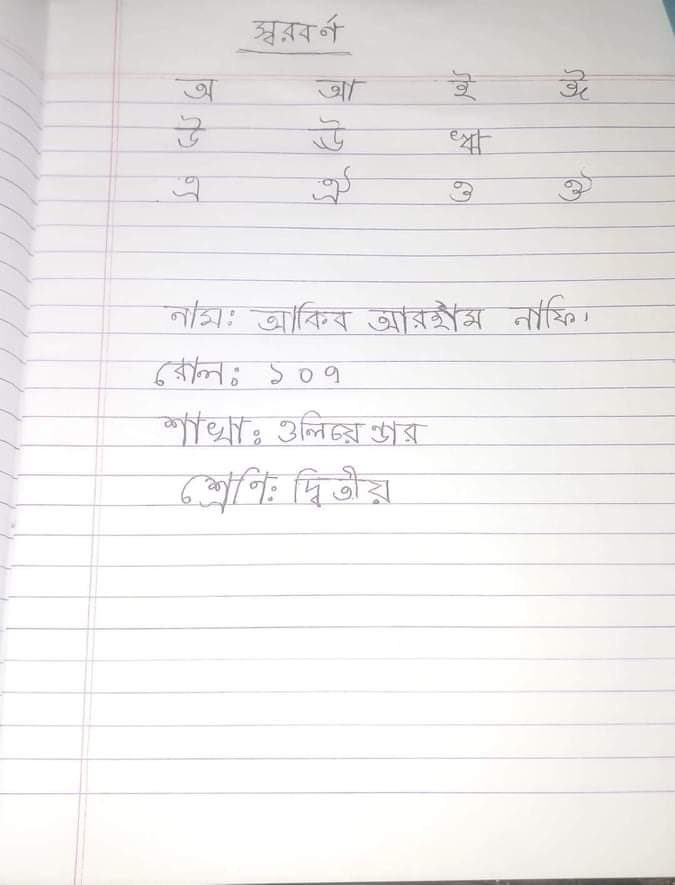 স্বরবর্ণ
অ আ ই ঈ
উ ঊ ঋ
এ ঐ ও ঔ
নাম: আকিব আরহাম নাফি।
রোল: ১০৭
শাখা: ওলিয়েন্ডার
শ্রেণি: দ্বিতীয়